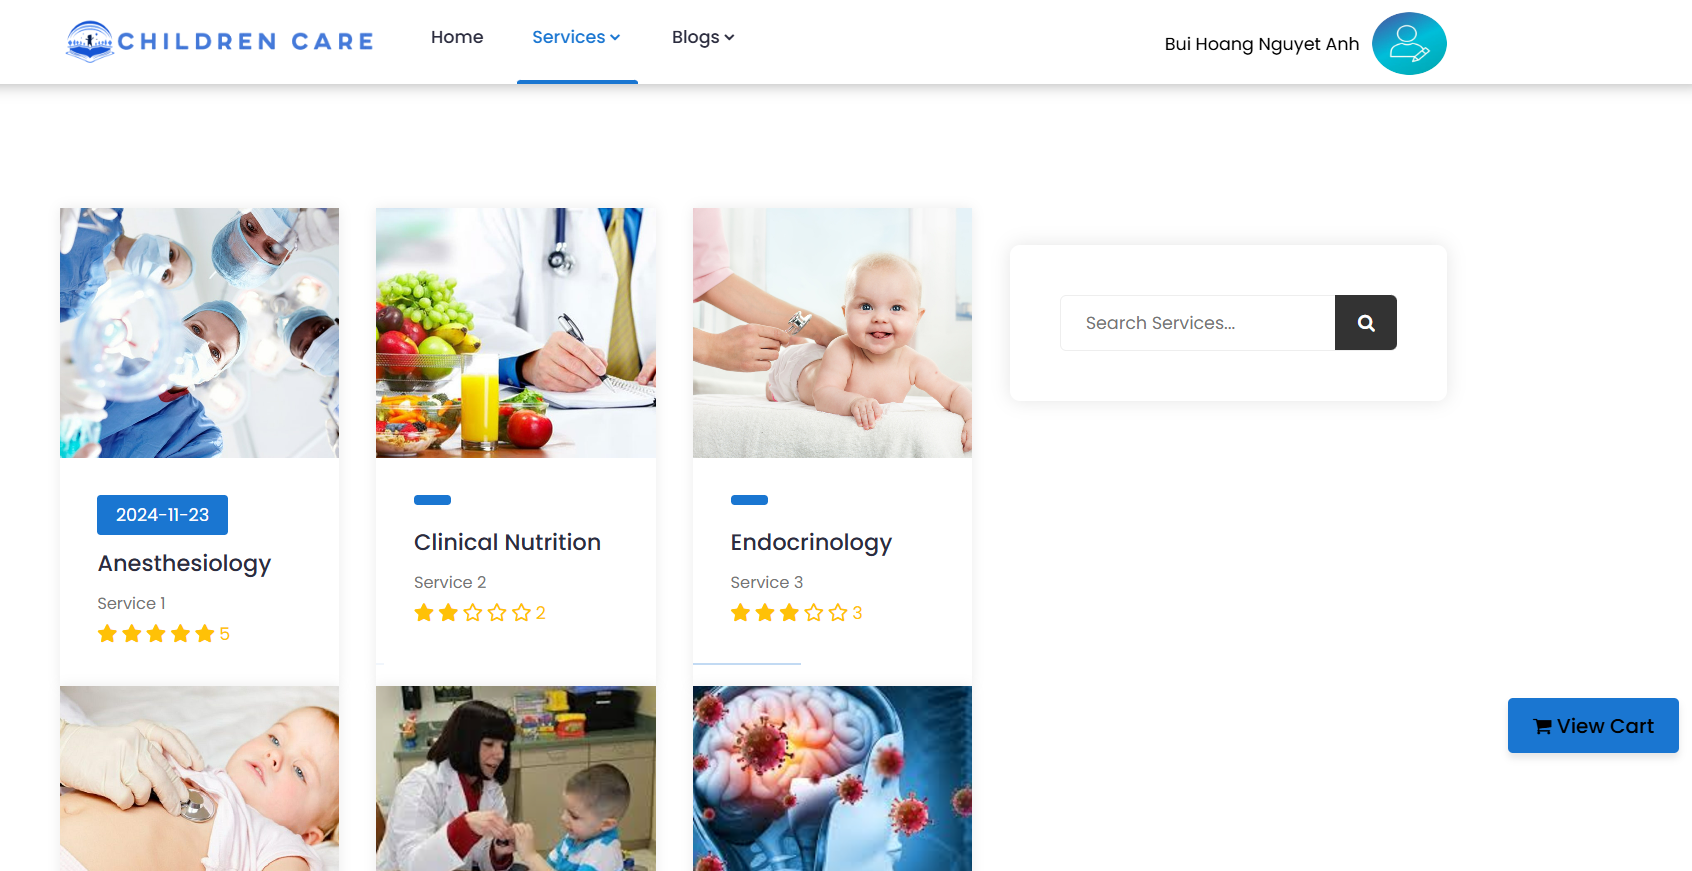 CHILDREN CARE
Home
Services
Blogs
Bui Hoang Nguyet Anh
Search Services...
2024-11-23
Anesthesiology
Service 1
5
Clinical Nutrition
Service 2
2
Endocrinology
Service 3
3
View Cart